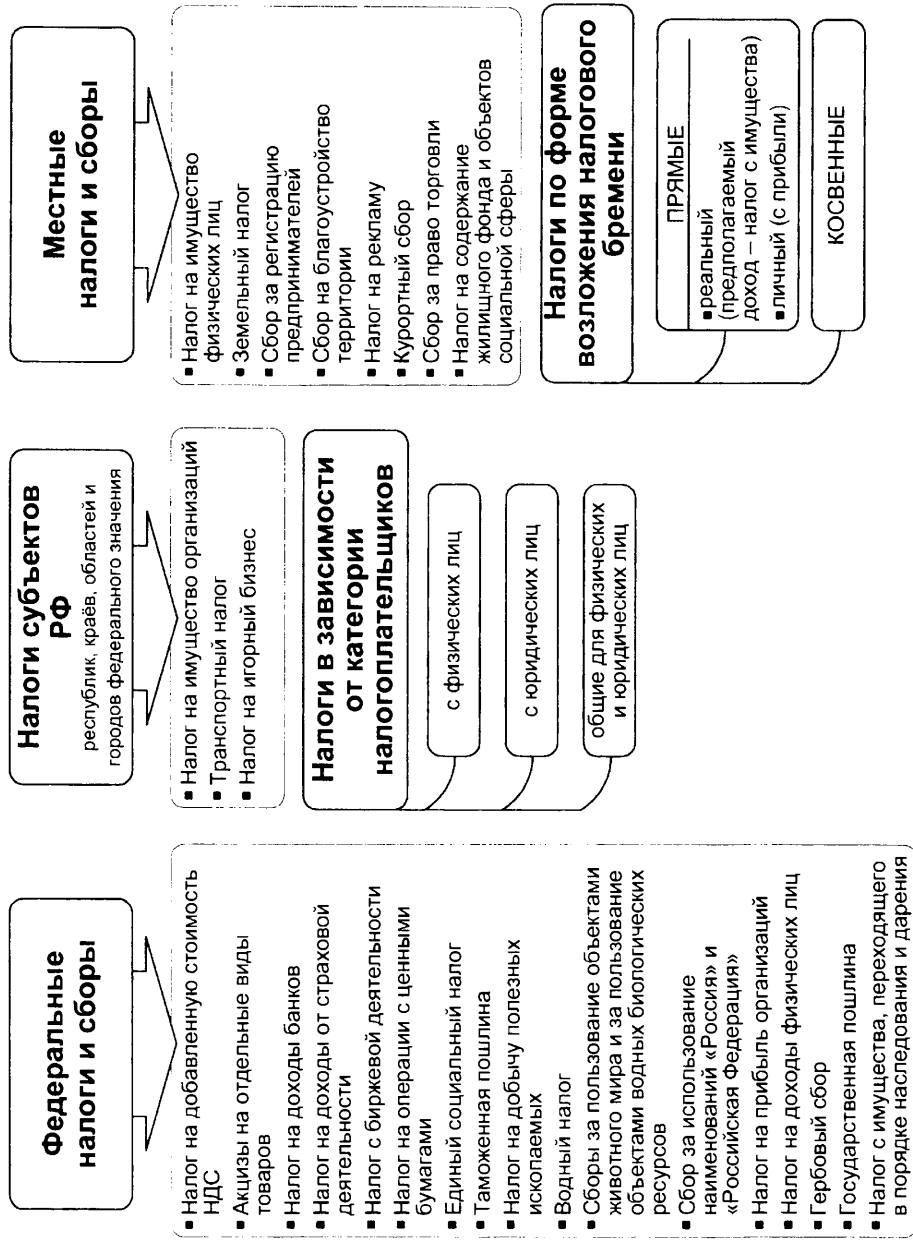 Федеральные
налоги и сборы
▪ Налог на добавленную стоимость
НДС
▪ Акцизы на отдельные виды
товаров
▪ Налог на доходы банков
▪ Налог на доходы от страховой
деятельности
▪ Налог с биржевой деятельности
▪ Налог на операции с ценными
бумагами
▪ Единый социальный налог
▪ Таможенная пошлина
▪ Налог на добычу полезных
ископаемых
▪ Водный налог
▪ Сборы за пользование объектами
животного мира и за пользование
объектами водных биологических
ресурсов
▪ Сбор за использование
наименований «Россия» и
«Российская Федерация»
▪ Налог на прибыль организаций
▪ Налог на доходы физических лиц
▪ Гербовый сбор
▪ Государственная пошлина
▪ Налог с имущества, переходящего
в порядке наследования и дарения
Налоги субъектов
РФ
республик, краёв, областей и
городов федерального значения
▪ Налог на имущество организаций
▪ Транспортный налог
▪ Налог на игорный бизнес
Налоги в зависимости
от категории
налогоплательщиков
с физических лиц
с юридических лиц
общие для физических
и юридических лиц
Местные
налоги и сборы
▪ Налог на имущество
физических лиц
▪ Земельный налог
▪ Сбор за регистрацию
предпринимателей
▪ Сбор на благоустройство
территории
▪ Налог на рекламу
▪ Курортный сбор
▪ Сбор за право торговли
▪ Налог на содержание
жилищного фонда и объектов
социальной сферы
Налоги по форме
возложения налогового
бремени
ПРЯМЫЕ
▪реальный
(предполагаемый
доход – налог с имущества)
▪личный (с прибыли)
КОСВЕННЫЕ